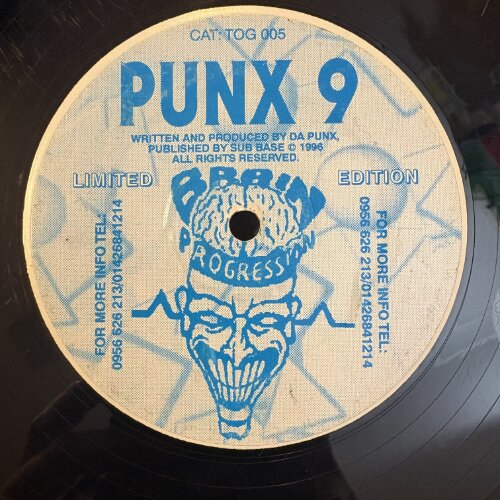 CAT: TOG 005
PUNX 9
WRITTEN AND PRODUCED BY DA PUNX,
PUBLISHED BY SUB BASE © 1996
ALL RIGHTS RESERVED.
LIMITED
EDITION
BRAIN
PROGRESSION
FOR MORE INFO TEL:
0956 626 213/01426841214
FOR MORE INFO TEL:
0956 626 213/01426841214